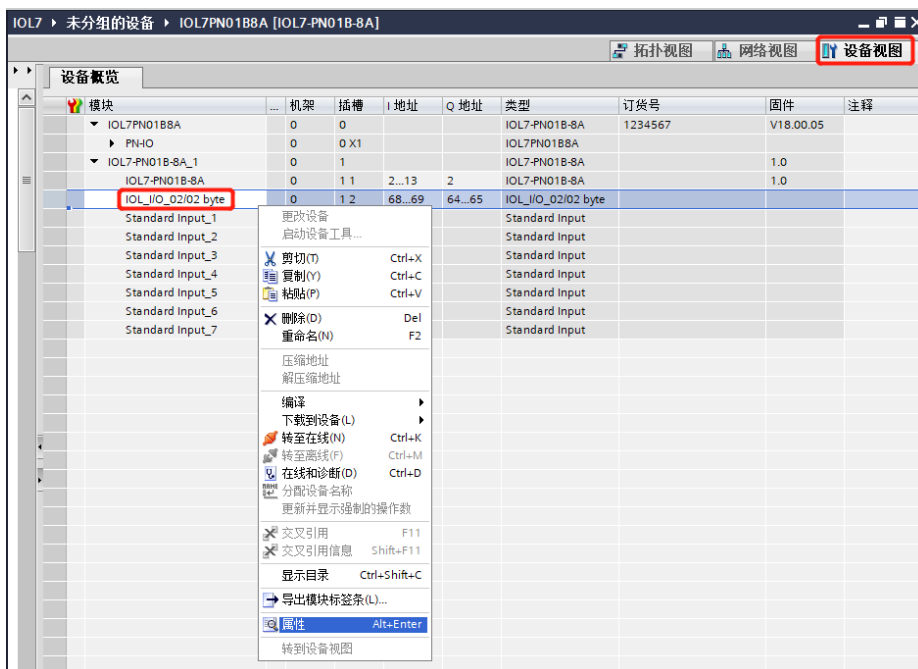 IOL7 ▸ 未分组的设备 ▸ IOL7PN01B8A [IOL7-PN01B-8A]
拓扑视图 网络视图 设备视图
设备概览
模块 ... 机架 插槽 I 地址 Q 地址 类型 订货号 固件 注释
IOL7PN01B8A 0 0 IOL7-PN01B-8A 1234567 V18.00.05
PN-IO 0 0 X1 IOL7PN01B8A
IOL7-PN01B-8A_1 0 1 IOL7-PN01B-8A 1.0
IOL7-PN01B-8A 0 1 1 2...13 2 IOL7-PN01B-8A 1.0
IOL_I/O_02/02 byte 0 1 2 68...69 64...65 IOL_I/O_02/02 byte
Standard Input_1 Standard Input
Standard Input_2 Standard Input
Standard Input_3 Standard Input
Standard Input_4 Standard Input
Standard Input_5 Standard Input
Standard Input_6 Standard Input
Standard Input_7 Standard Input
更改设备
启动设备工具...
剪切(T) Ctrl+X
复制(Y) Ctrl+C
粘贴(P) Ctrl+V
删除(D) Del
重命名(N) F2
压缩地址
解压缩地址
编译
下载到设备(L)
转至在线(N) Ctrl+K
转至离线(F) Ctrl+M
在线和诊断(D) Ctrl+D
分配设备名称
更新并显示强制的操作数
交叉引用 F11
交叉引用信息 Shift+F11
显示目录 Ctrl+Shift+C
导出模块标签条(L)...
属性 Alt+Enter
转到设备视图